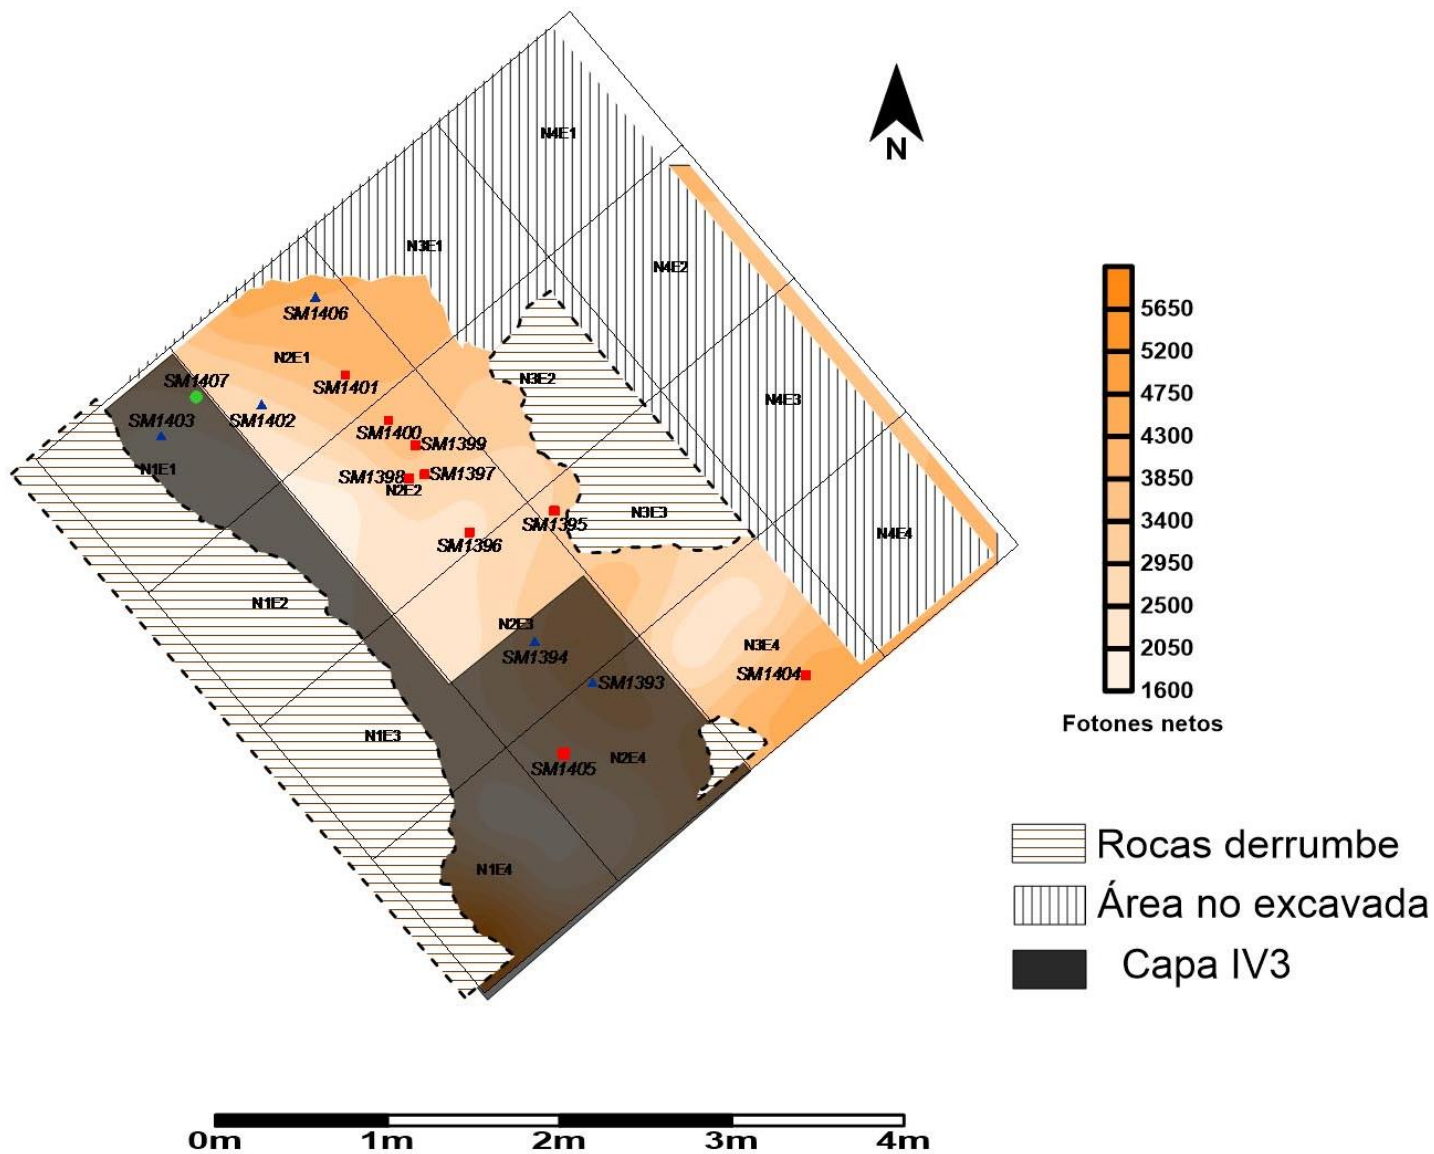 N4E1
N
N3E1
N4E2
SM1406
5650
N2E1
5200
SM1407
SM1401
N3E2
4750
N4E3
SM1403
SM1402
SM1400
SM1399
4300
N1E1
SM1398
SM1397
3850
N2E2
SM1395
N3E3
3400
SM1396
N4E4
2950
N1E2
2500
N2E3
N3E4
2050
SM1394
SM1404
SM1393
1600
Fotones netos
N1E3
SM1405
N2E4
Rocas derrumbe
N1E4
Área no excavada
Capa IV3
0m 1m 2m 3m 4m